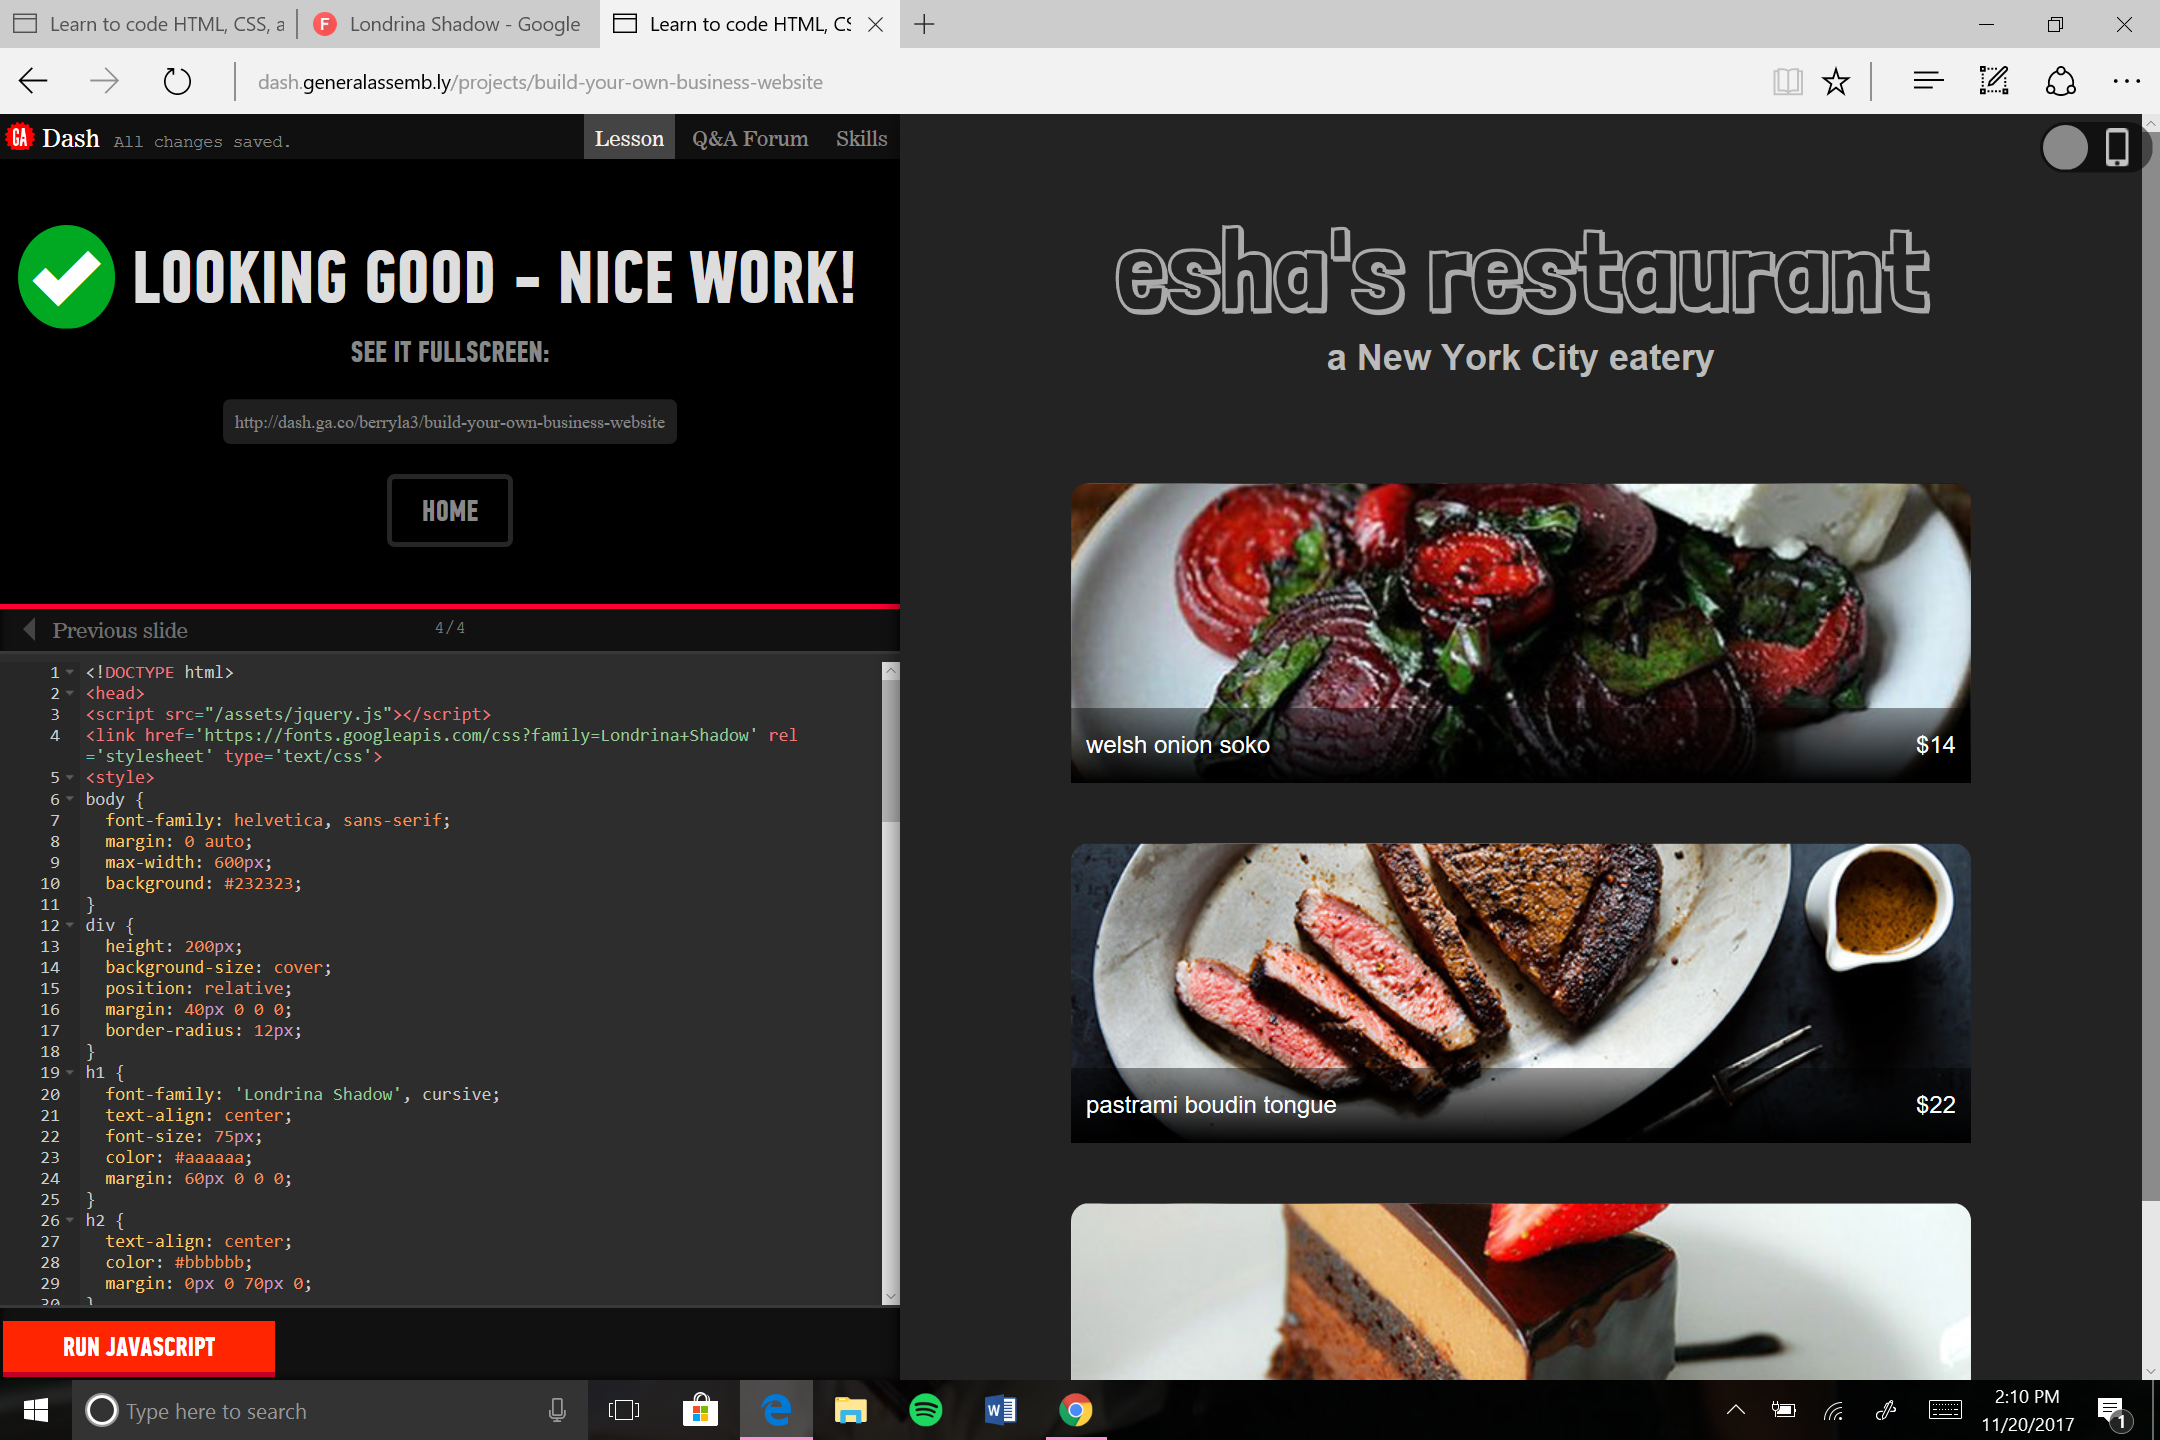 Learn to code HTML, CSS, a
Londrina Shadow - Google
Learn to code HTML, CS
dash.generalassemb.ly/projects/build-your-own-business-website
GA Dash All changes saved.
Lesson Q&A Forum Skills
LOOKING GOOD - NICE WORK!
SEE IT FULLSCREEN:
http://dash.ga.co/berryla3/build-your-own-business-website
HOME
Previous slide 4/4
1 <!DOCTYPE html>
2 <head>
3 <script src="/assets/jquery.js"></script>
4 <link href='https://fonts.googleapis.com/css?family=Londrina+Shadow' rel
='stylesheet' type='text/css'>
5 <style>
6 body {
7 font-family: helvetica, sans-serif;
8 margin: 0 auto;
9 max-width: 600px;
10 background: #232323;
11 }
12 div {
13 height: 200px;
14 background-size: cover;
15 position: relative;
16 margin: 40px 0 0 0;
17 border-radius: 12px;
18 }
19 h1 {
20 font-family: 'Londrina Shadow', cursive;
21 text-align: center;
22 font-size: 75px;
23 color: #aaaaaa;
24 margin: 60px 0 0 0;
25 }
26 h2 {
27 text-align: center;
28 color: #bbbbbb;
29 margin: 0px 0 70px 0;
30 }
RUN JAVASCRIPT
esha's restaurant
a New York City eatery
welsh onion soko $14
pastrami boudin tongue $22
Type here to search
2:10 PM
11/20/2017
1